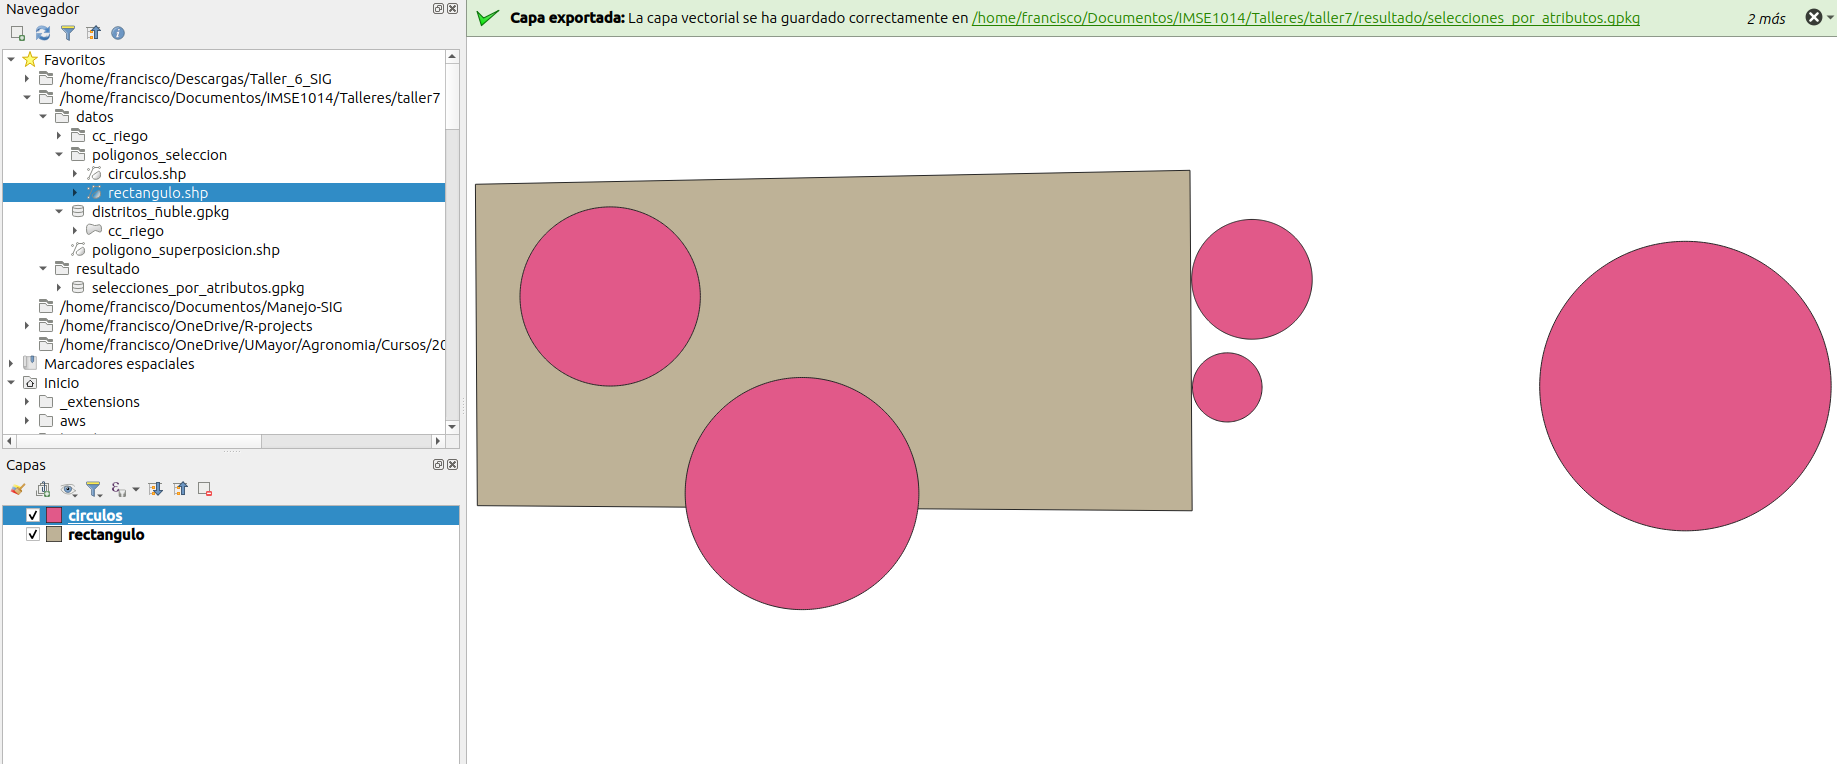 Navegador
Favoritos
/home/francisco/Descargas/Taller_6_SIG
/home/francisco/Documentos/IMSE1014/Talleres/taller7
datos
cc_riego
poligonos_seleccion
circulos.shp
rectangulo.shp
distritos_ñuble.gpkg
cc_riego
poligono_superposicion.shp
resultado
selecciones_por_atributos.gpkg
/home/francisco/Documentos/Manejo-SIG
/home/francisco/OneDrive/R-projects
/home/francisco/OneDrive/UMayor/Agronomia/Cursos/20
Marcadores espaciales
Inicio
_extensions
aws
Capas
circulos
rectangulo
Capa exportada: La capa vectorial se ha guardado correctamente en /home/francisco/Documentos/IMSE1014/Talleres/taller7/resultado/selecciones_por_atributos.gpkg
2 más